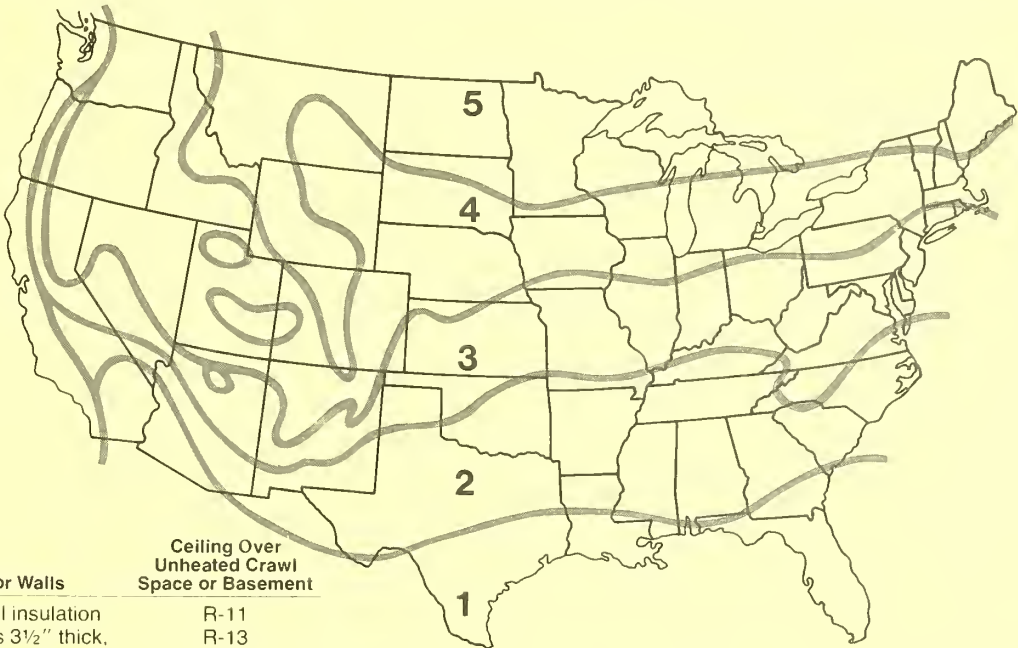 5
4
3
2
1
Ceiling Over
Unheated Crawl
or Walls Space or Basement
l insulation R-11
s 3½" thick, R-13